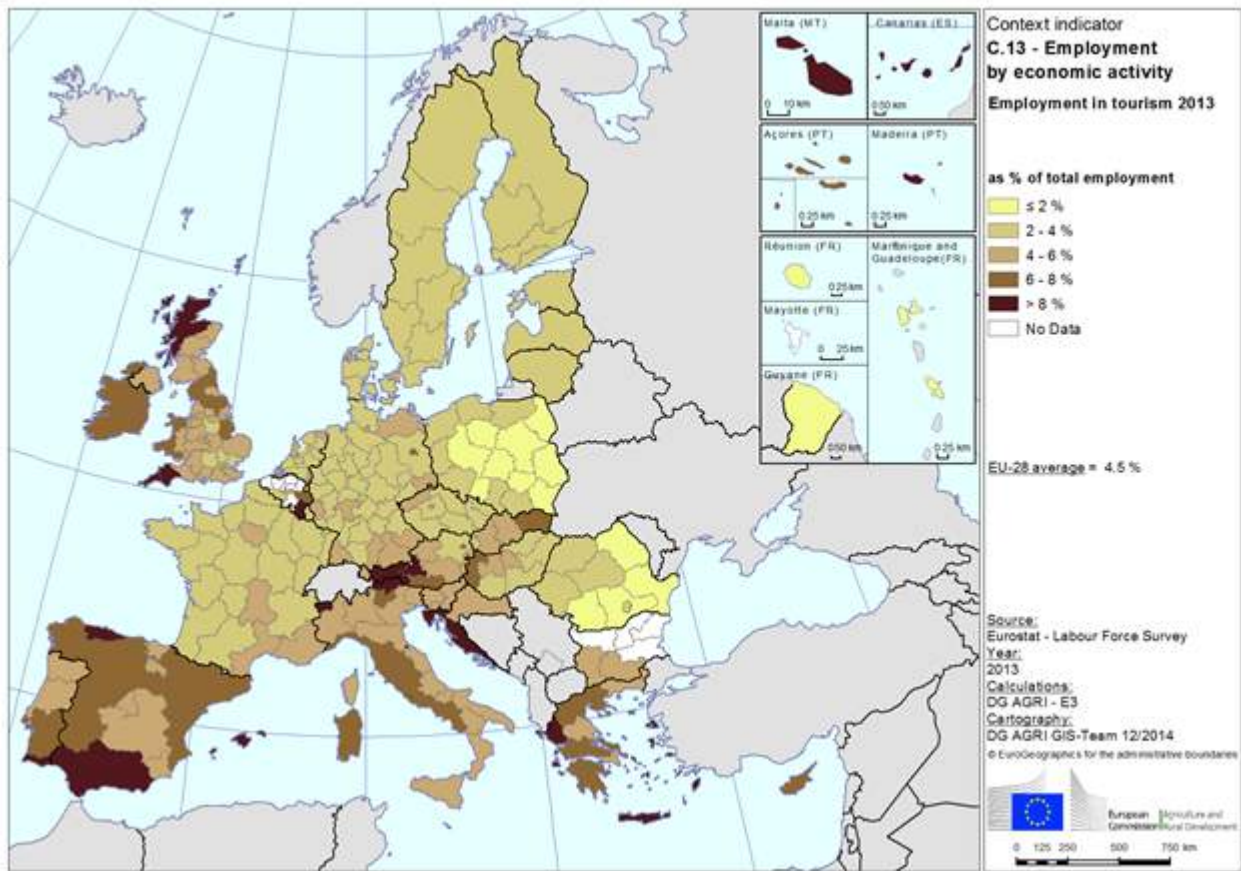 Malta (MT)
0 10 km
Canarias (ES)
0 50 km
Açores (PT)
0 25 km
Madeira (PT)
0 25 km
Réunion (FR)
0 25 km
Martinique and
Guadeloupe(FR)
0 25 km
Mayotte (FR)
0 25 km
Guyane (FR)
0 50 km
Context indicator
C.13 - Employment
by economic activity
Employment in tourism 2013
as % of total employment
≤ 2 %
2 - 4 %
4 - 6 %
6 - 8 %
> 8 %
No Data
EU-28 average = 4.5 %
Source:
Eurostat - Labour Force Survey
Year:
2013
Calculations:
DG AGRI - E3
Cartography:
DG AGRI GIS-Team 12/2014
© EuroGeographics for the administrative boundaries
European
Commission
Agriculture and
Rural Development
0 125 250 500 750 km